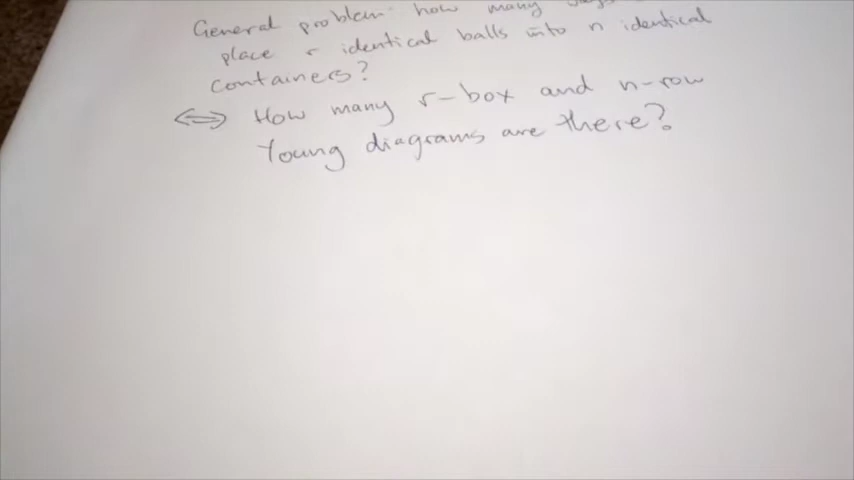 General problem- how many
place r identical balls into n identical
containers?
⟺ How many r-box and n-row
Young diagrams are there?